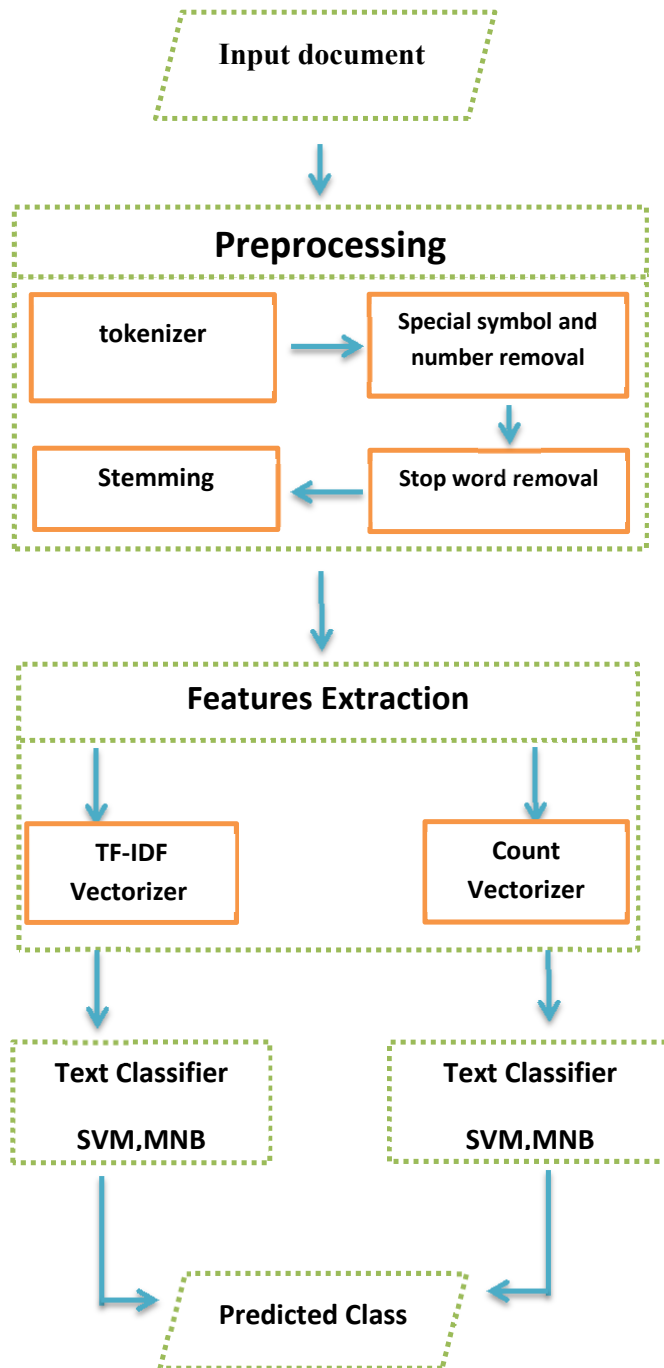 Input document
Preprocessing
tokenizer
Special symbol and
number removal
Stemming
Stop word removal
Features Extraction
TF-IDF
Vectorizer
Count
Vectorizer
Text Classifier
SVM,MNB
Text Classifier
SVM,MNB
Predicted Class